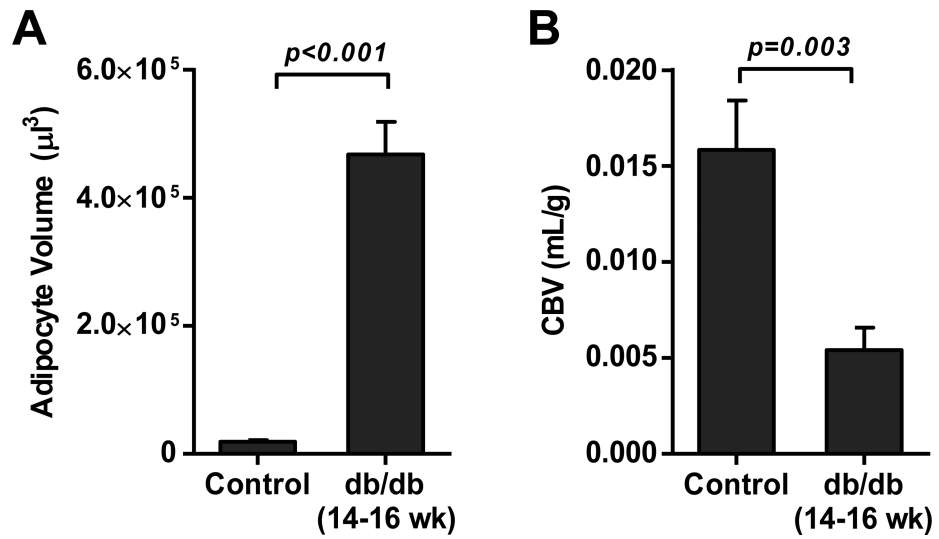 A
p<0.001
6.0×10⁵
4.0×10⁵
2.0×10⁵
0
Adipocyte Volume (μl³)
Control
db/db
(14-16 wk)
B
p=0.003
0.020
0.015
0.010
0.005
0.000
CBV (mL/g)
Control
db/db
(14-16 wk)